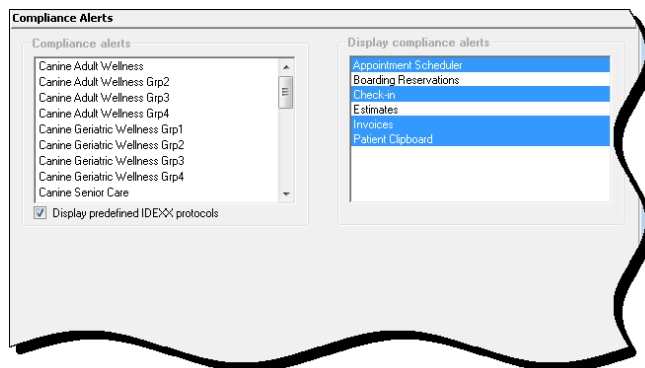 Compliance Alerts
Compliance alerts
Canine Adult Wellness
Canine Adult Wellness Grp2
Canine Adult Wellness Grp3
Canine Adult Wellness Grp4
Canine Geriatric Wellness Grp1
Canine Geriatric Wellness Grp2
Canine Geriatric Wellness Grp3
Canine Geriatric Wellness Grp4
Canine Senior Care
Display predefined IDEXX protocols
Display compliance alerts
Appointment Scheduler
Boarding Reservations
Check-in
Estimates
Invoices
Patient Clipboard